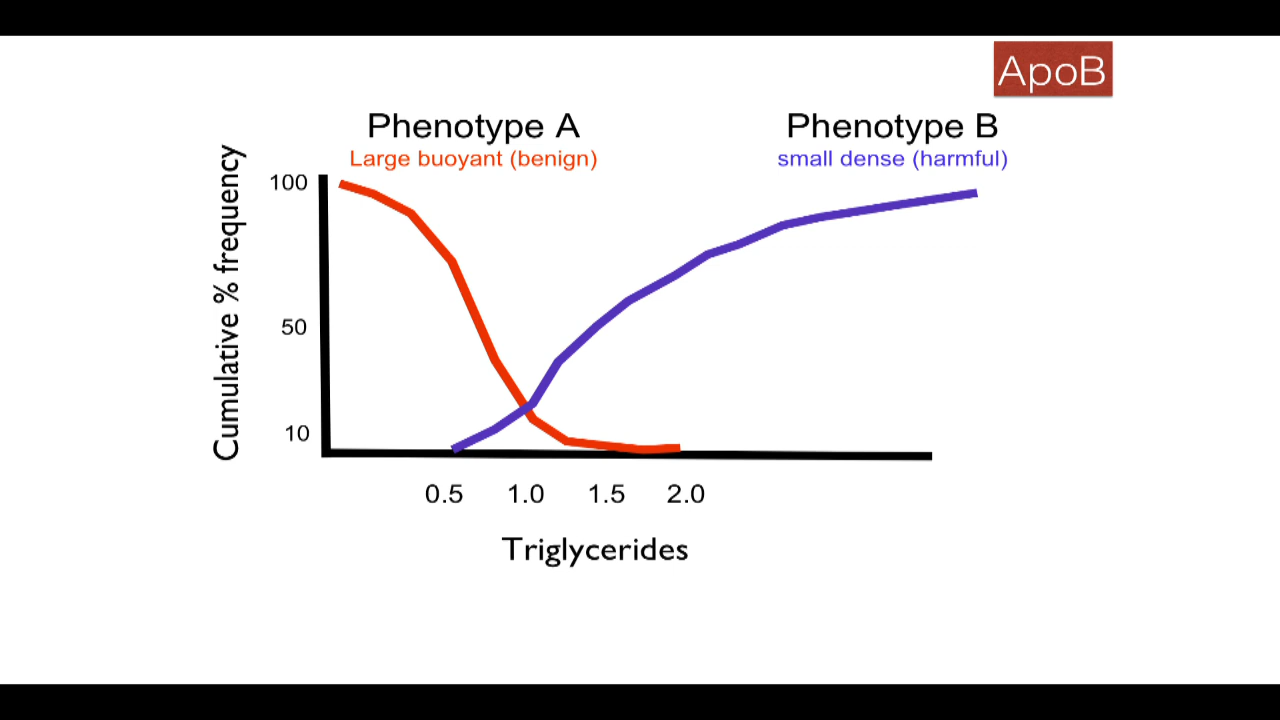 ApoB
Phenotype A
Large buoyant (benign)
Phenotype B
small dense (harmful)
Cumulative % frequency
100
50
10
0.5 1.0 1.5 2.0
Triglycerides